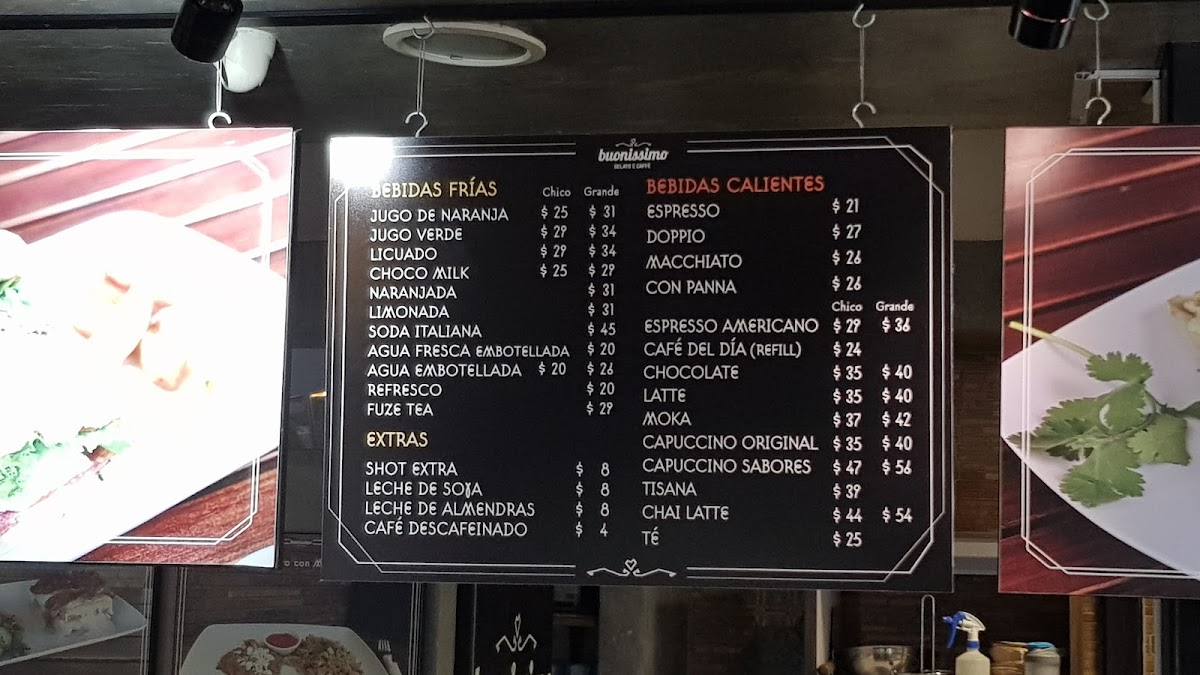 buonissimo
GELATO E CAFFÉ
BEBIDAS FRÍAS Chico Grande
JUGO DE NARANJA $ 25 $ 31
JUGO VERDE $ 29 $ 34
LICUADO $ 29 $ 34
CHOCO MILK $ 25 $ 29
NARANJADA $ 31
LIMONADA $ 31
SODA ITALIANA $ 45
AGUA FRESCA EMBOTELLADA $ 20
AGUA EMBOTELLADA $ 20 $ 26
REFRESCO $ 20
FUZE TEA $ 29
EXTRAS
SHOT EXTRA $ 8
LECHE DE SOYA $ 8
LECHE DE ALMENDRAS $ 8
CAFÉ DESCAFEINADO $ 4
BEBIDAS CALIENTES
ESPRESSO $ 21
DOPPIO $ 27
MACCHIATO $ 26
CON PANNA $ 26
Chico Grande
ESPRESSO AMERICANO $ 29 $ 36
CAFÉ DEL DÍA (REFILL) $ 24
CHOCOLATE $ 35 $ 40
LATTE $ 35 $ 40
MOKA $ 37 $ 42
CAPUCCINO ORIGINAL $ 35 $ 40
CAPUCCINO SABORES $ 47 $ 56
TISANA $ 39
CHAI LATTE $ 44 $ 54
TÉ $ 25